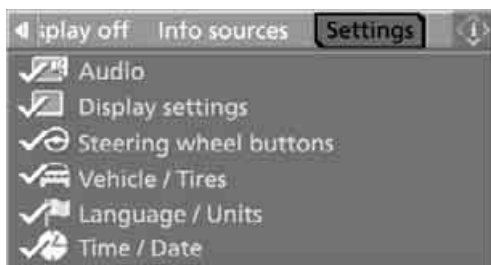 splay off Info sources Settings i
Audio
Display settings
Steering wheel buttons
Vehicle / Tires
Language / Units
Time / Date